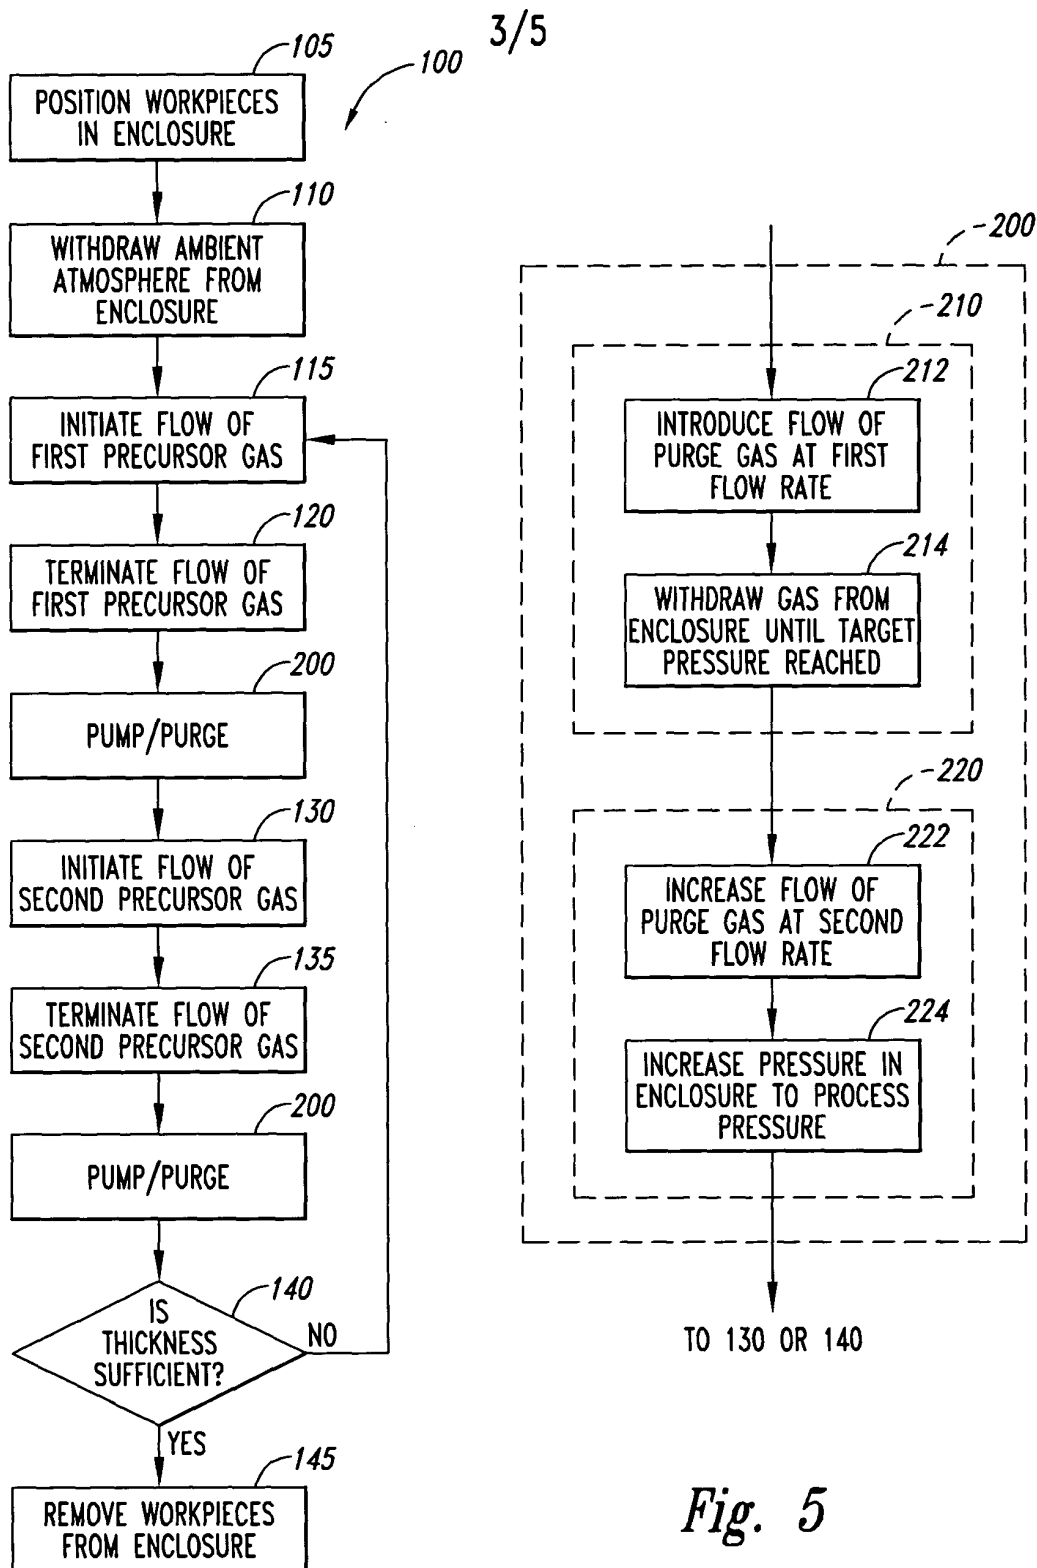 3/5
100
105
POSITION WORKPIECES
IN ENCLOSURE
110
WITHDRAW AMBIENT
ATMOSPHERE FROM
ENCLOSURE
115
INITIATE FLOW OF
FIRST PRECURSOR GAS
120
TERMINATE FLOW OF
FIRST PRECURSOR GAS
200
PUMP/PURGE
130
INITIATE FLOW OF
SECOND PRECURSOR GAS
135
TERMINATE FLOW OF
SECOND PRECURSOR GAS
200
PUMP/PURGE
140
IS
THICKNESS
SUFFICIENT?
NO
YES
145
REMOVE WORKPIECES
FROM ENCLOSURE
200
210
212
INTRODUCE FLOW OF
PURGE GAS AT FIRST
FLOW RATE
214
WITHDRAW GAS FROM
ENCLOSURE UNTIL TARGET
PRESSURE REACHED
220
222
INCREASE FLOW OF
PURGE GAS AT SECOND
FLOW RATE
224
INCREASE PRESSURE IN
ENCLOSURE TO PROCESS
PRESSURE
TO 130 OR 140
Fig. 5